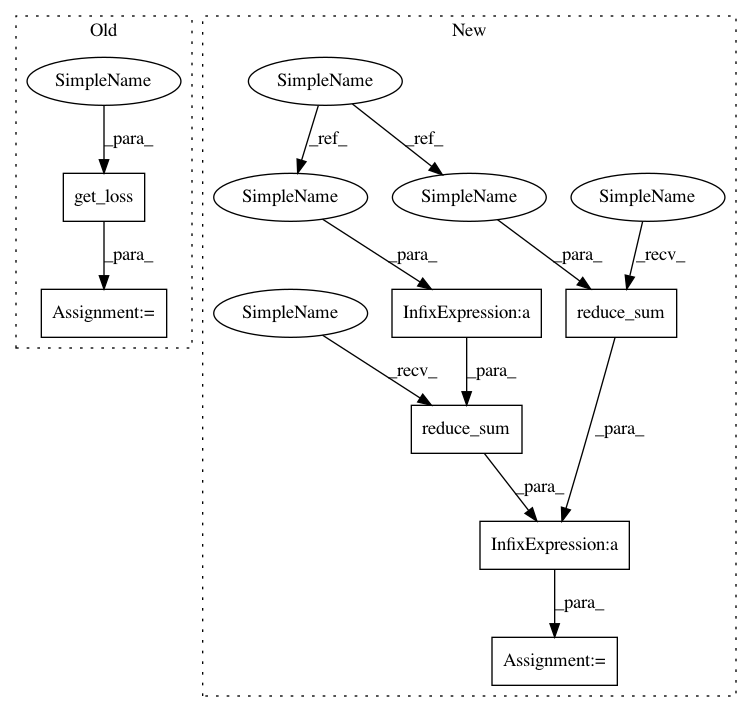 Old
New
SimpleName
SimpleName
_para_
_ref_
_ref_
get_loss
SimpleName
SimpleName
SimpleName
_para_
_para_
_para_
_recv_
Assignment:=
SimpleName
InfixExpression:a
reduce_sum
_recv_
_para_
_para_
reduce_sum
_para_
InfixExpression:a
_para_
Assignment:=